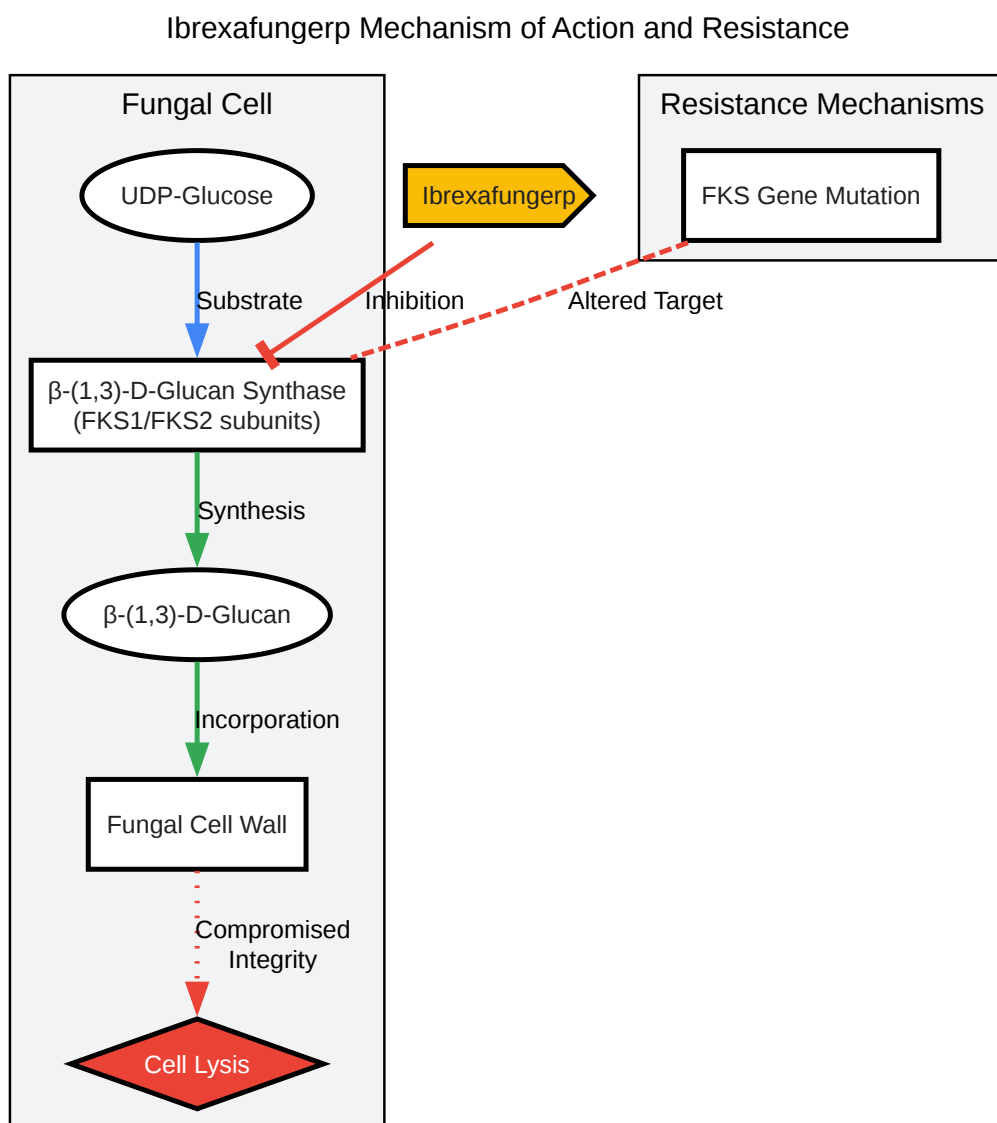 Ibrexafungerp Mechanism of Action and Resistance
Fungal Cell
Resistance Mechanisms
UDP-Glucose
Ibrexafungerp
FKS Gene Mutation
Substrate
Inhibition
Altered Target
β-(1,3)-D-Glucan Synthase
(FKS1/FKS2 subunits)
Synthesis
β-(1,3)-D-Glucan
Incorporation
Fungal Cell Wall
Compromised
Integrity
Cell Lysis